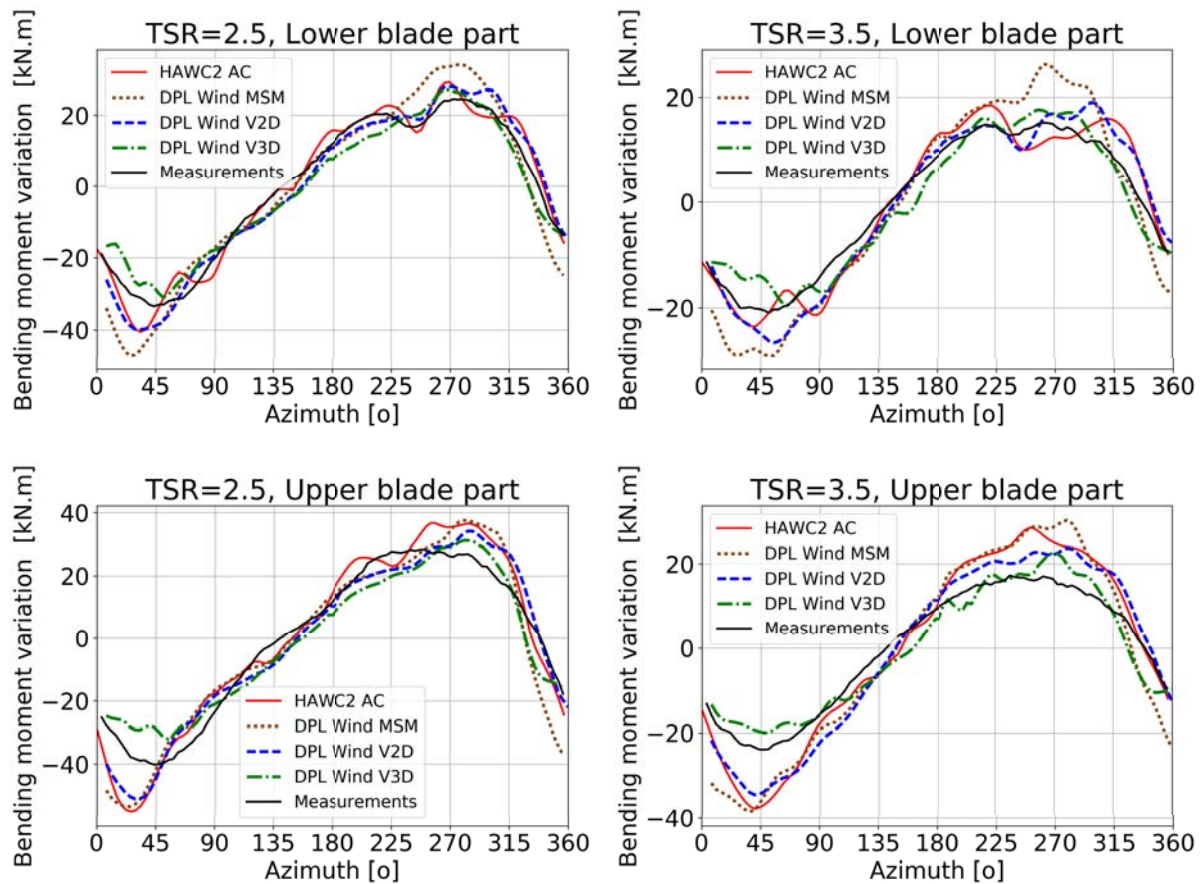 TSR=2.5, Lower blade part
Bending moment variation [kN.m]
20
0
−20
−40
HAWC2 AC
DPL Wind MSM
DPL Wind V2D
DPL Wind V3D
Measurements
0 45 90 135 180 225 270 315 360
Azimuth [o]
TSR=3.5, Lower blade part
Bending moment variation [kN.m]
20
0
−20
HAWC2 AC
DPL Wind MSM
DPL Wind V2D
DPL Wind V3D
Measurements
0 45 90 135 180 225 270 315 360
Azimuth [o]
TSR=2.5, Upper blade part
Bending moment variation [kN.m]
40
20
0
−20
−40
HAWC2 AC
DPL Wind MSM
DPL Wind V2D
DPL Wind V3D
Measurements
0 45 90 135 180 225 270 315 360
Azimuth [o]
TSR=3.5, Upper blade part
Bending moment variation [kN.m]
20
0
−20
−40
HAWC2 AC
DPL Wind MSM
DPL Wind V2D
DPL Wind V3D
Measurements
0 45 90 135 180 225 270 315 360
Azimuth [o]